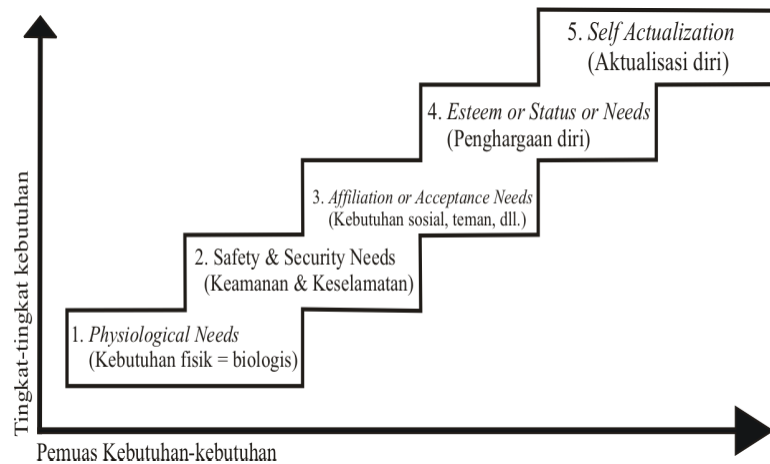 5. Self Actualization
(Aktualisasi diri)
4. Esteem or Status or Needs
(Penghargaan diri)
3. Affiliation or Acceptance Needs
(Kebutuhan sosial, teman, dll.)
2. Safety & Security Needs
(Keamanan & Keselamatan)
1. Physiological Needs
(Kebutuhan fisik = biologis)
Tingkat-tingkat kebutuhan
Pemuas Kebutuhan-kebutuhan